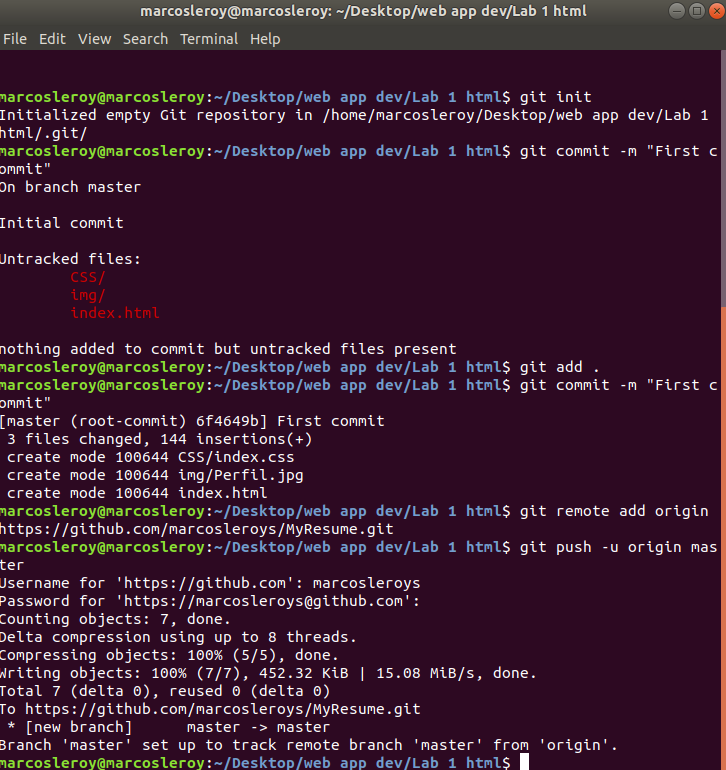 marcosleroy@marcosleroy: ~/Desktop/web app dev/Lab 1 html
File Edit View Search Terminal Help
marcosleroy@marcosleroy:~/Desktop/web app dev/Lab 1 html$ git init
Initialized empty Git repository in /home/marcosleroy/Desktop/web app dev/Lab 1
html/.git/
marcosleroy@marcosleroy:~/Desktop/web app dev/Lab 1 html$ git commit -m "First c
ommit"
On branch master
Initial commit
Untracked files:
CSS/
img/
index.html
nothing added to commit but untracked files present
marcosleroy@marcosleroy:~/Desktop/web app dev/Lab 1 html$ git add .
marcosleroy@marcosleroy:~/Desktop/web app dev/Lab 1 html$ git commit -m "First c
ommit"
[master (root-commit) 6f4649b] First commit
3 files changed, 144 insertions(+)
create mode 100644 CSS/index.css
create mode 100644 img/Perfil.jpg
create mode 100644 index.html
marcosleroy@marcosleroy:~/Desktop/web app dev/Lab 1 html$ git remote add origin
https://github.com/marcosleroys/MyResume.git
marcosleroy@marcosleroy:~/Desktop/web app dev/Lab 1 html$ git push -u origin mas
ter
Username for 'https://github.com': marcosleroys
Password for 'https://marcosleroys@github.com':
Counting objects: 7, done.
Delta compression using up to 8 threads.
Compressing objects: 100% (5/5), done.
Writing objects: 100% (7/7), 452.32 KiB | 15.08 MiB/s, done.
Total 7 (delta 0), reused 0 (delta 0)
To https://github.com/marcosleroys/MyResume.git
* [new branch]      master -> master
Branch 'master' set up to track remote branch 'master' from 'origin'.
marcosleroy@marcosleroy:~/Desktop/web app dev/Lab 1 html$